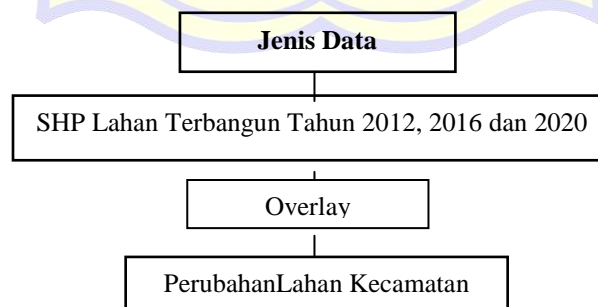 Jenis Data
SHP Lahan Terbangun Tahun 2012, 2016 dan 2020
Overlay
PerubahanLahan Kecamatan